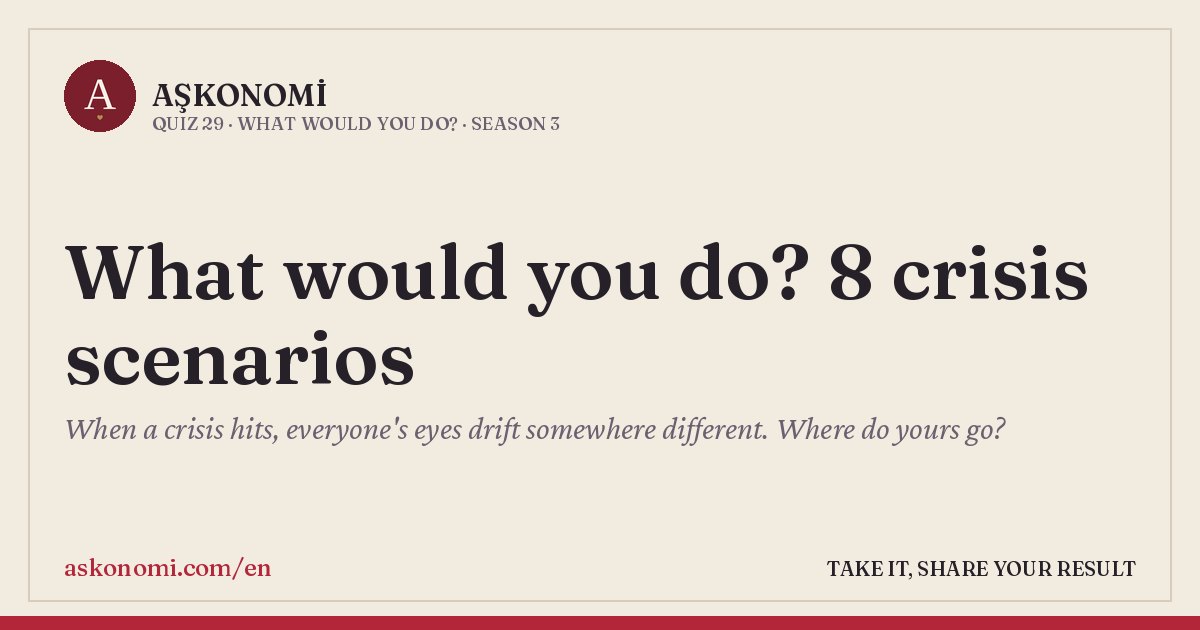 A
AŞKONOMİ
QUIZ 29 · WHAT WOULD YOU DO? · SEASON 3
What would you do? 8 crisis
scenarios
When a crisis hits, everyone's eyes drift somewhere different. Where do yours go?
askonomi.com/en
TAKE IT, SHARE YOUR RESULT